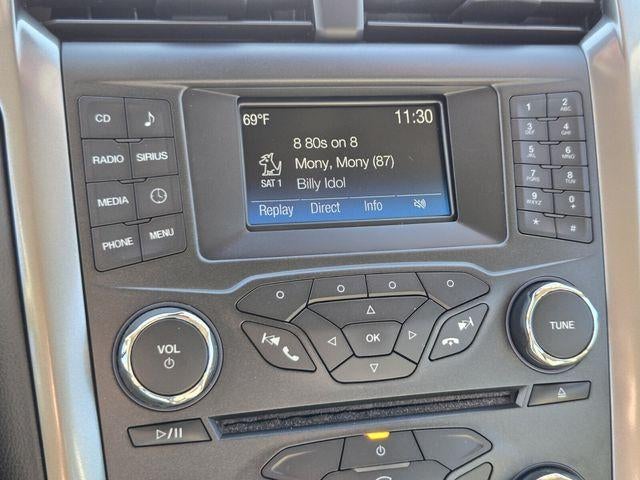 69°F 11:30
8 80s on 8
Mony, Mony (87)
SAT 1 Billy Idol
Replay Direct Info
CD
RADIO SIRIUS
MEDIA
PHONE MENU
1 2 ABC
3 DEF 4 GHI
5 JKL 6 MNO
7 PQRS 8 TUV
9 WXYZ 0 +
* #
OK
VOL
TUNE